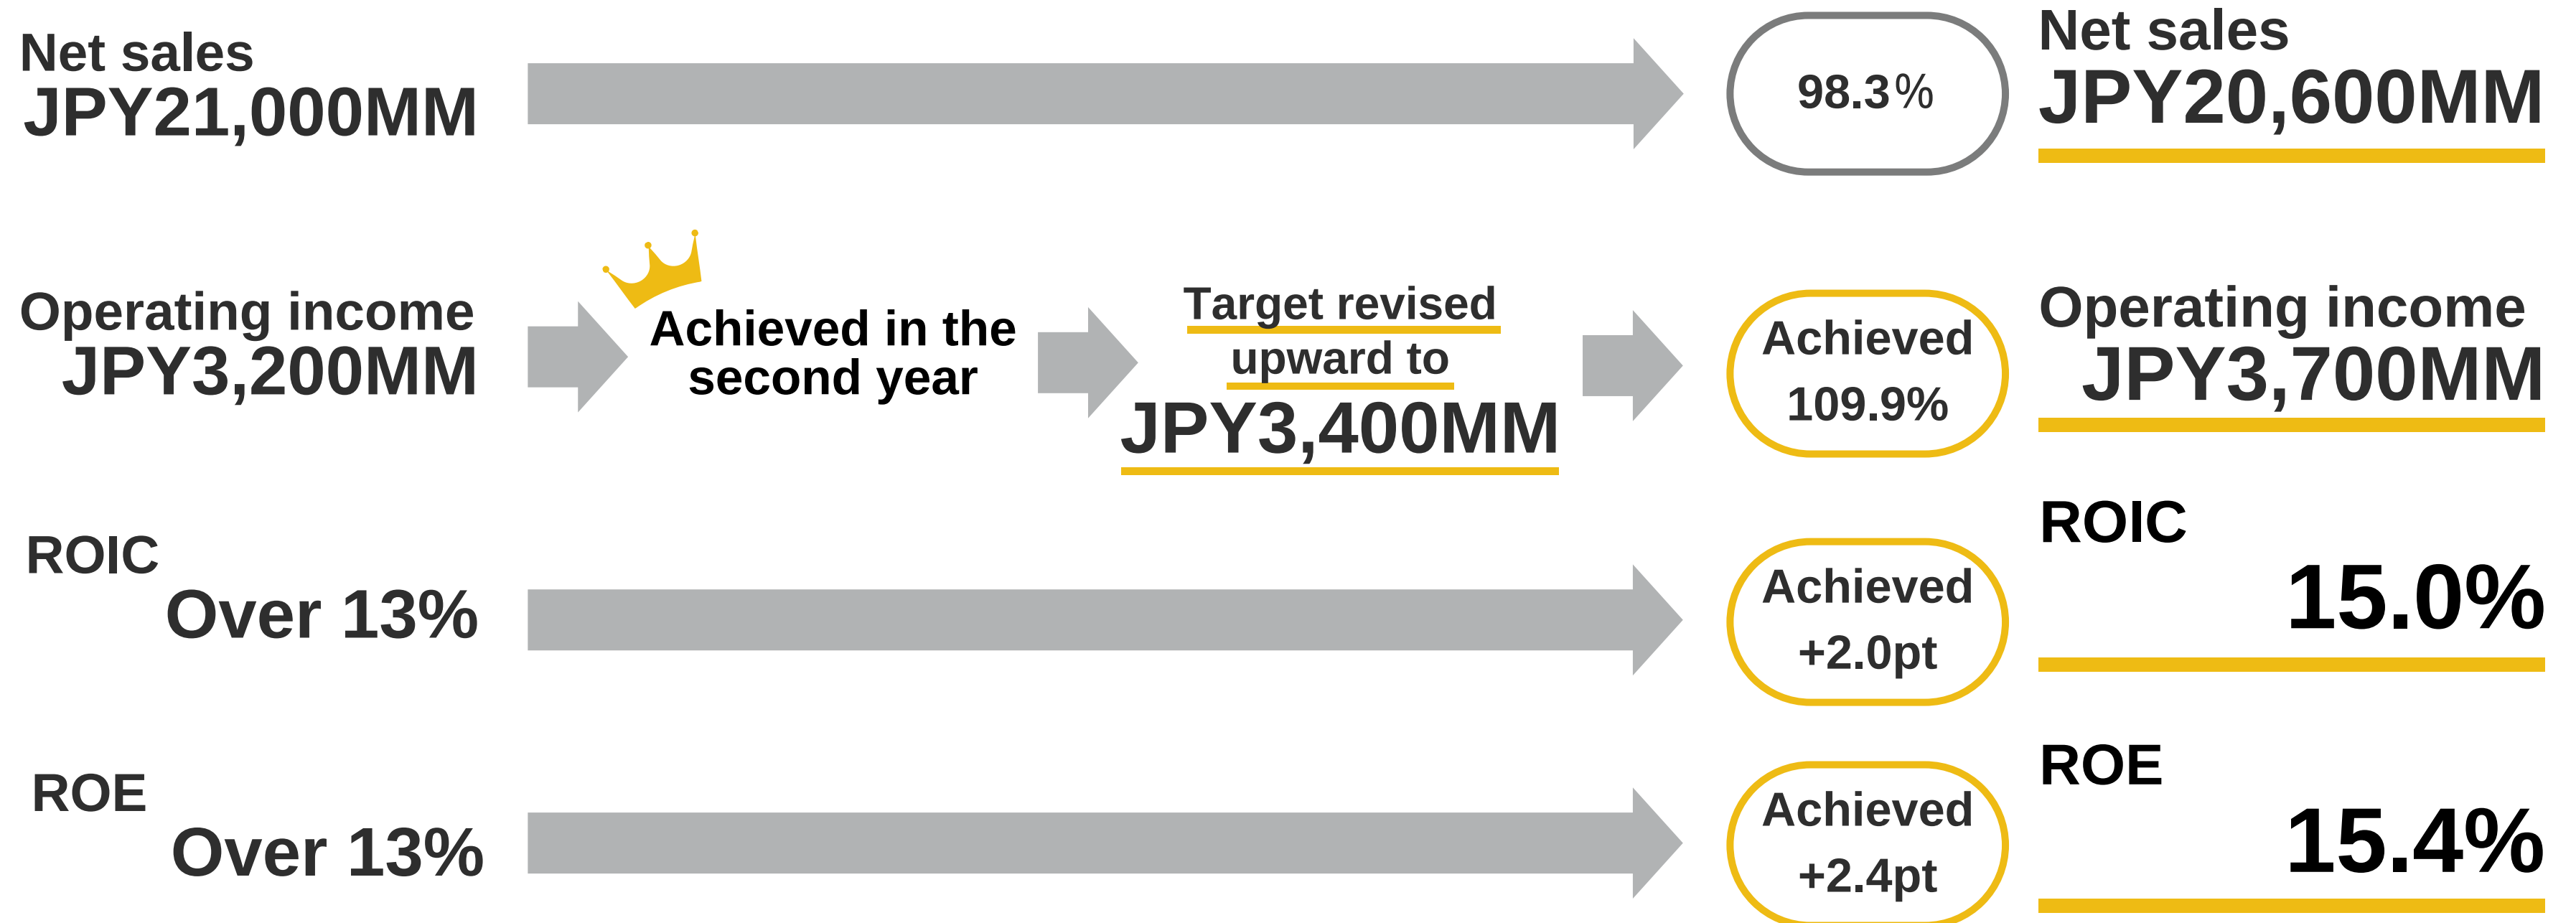 Net sales
JPY21,000MM
98.3%
Net sales
JPY20,600MM
Operating income
JPY3,200MM
Achieved in the
second year
Target revised
upward to
JPY3,400MM
Achieved
109.9%
Operating income
JPY3,700MM
ROIC
Over 13%
Achieved
+2.0pt
ROIC
15.0%
ROE
Over 13%
Achieved
+2.4pt
ROE
15.4%